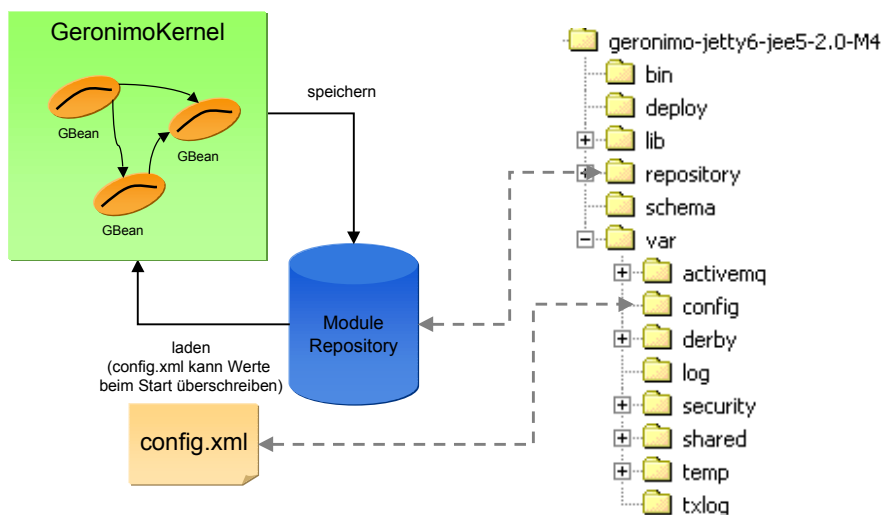 GeronimoKernel
GBean
GBean
GBean
speichern
Module
Repository
laden
(config.xml kann Werte
beim Start überschreiben)
config.xml
geronimo-jetty6-jee5-2.0-M4
bin
deploy
lib
repository
schema
var
activemq
config
derby
log
security
shared
temp
txlog